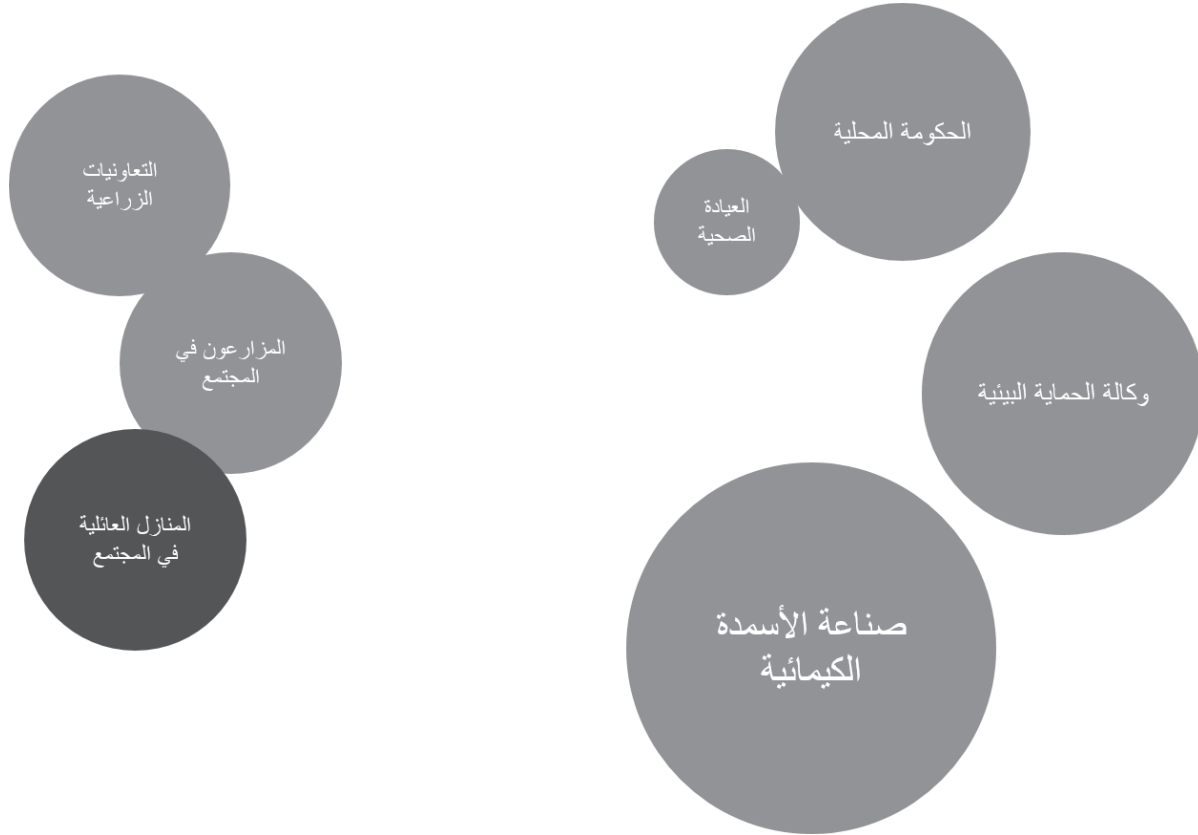 الحكومة المحلية
العيادة
الصحية
وكالة الحماية البيئية
صناعة الأسمدة
الكيمائية
التعاونيات
الزراعية
المزارعون في
المجتمع
المنازل العائلية
في المجتمع